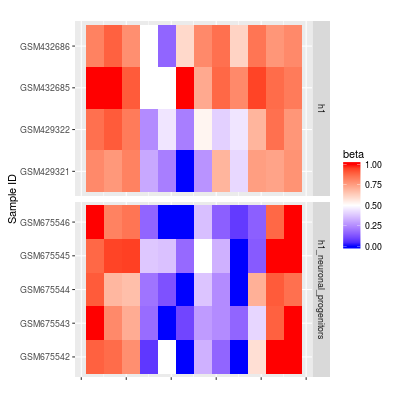 Sample ID
GSM432686
GSM432685
GSM429322
GSM429321
h1
GSM675546
GSM675545
GSM675544
GSM675543
GSM675542
h1_neuronal_progenitors
beta
1.00
0.75
0.50
0.25
0.00